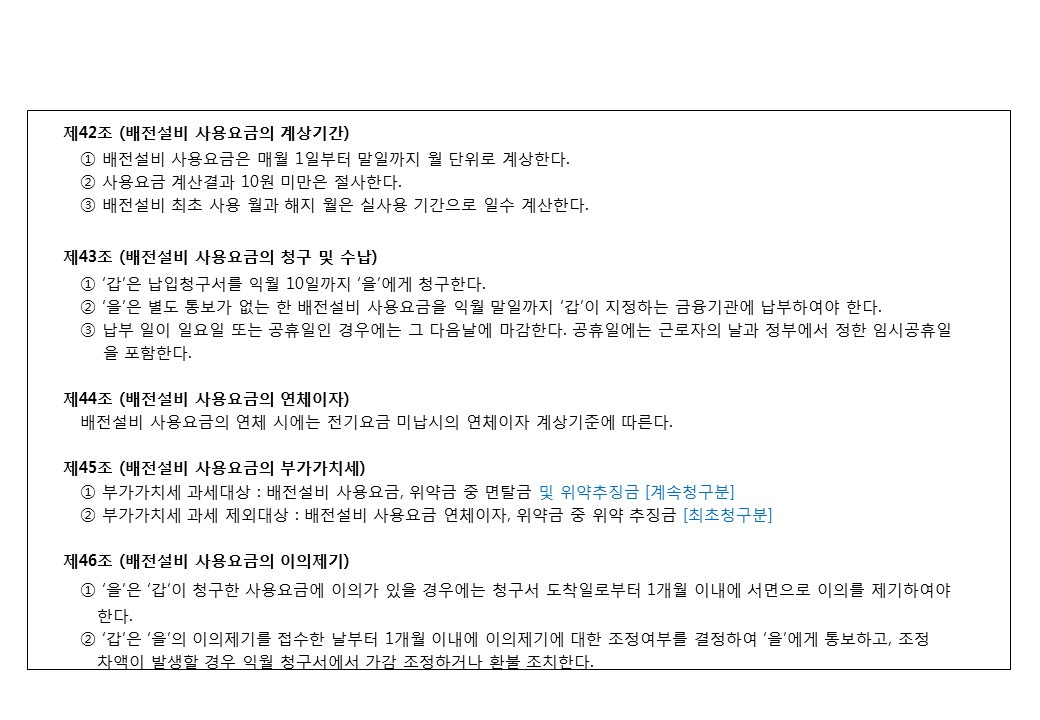 제42조 (배전설비 사용요금의 계상기간)
① 배전설비 사용요금은 매월 1일부터 말일까지 월 단위로 계상한다.
② 사용요금 계산결과 10원 미만은 절사한다.
③ 배전설비 최초 사용 월과 해지 월은 실사용 기간으로 일수 계산한다.
제43조 (배전설비 사용요금의 청구 및 수납)
① ‘갑’은 납입청구서를 익월 10일까지 ‘을’에게 청구한다.
② ‘을’은 별도 통보가 없는 한 배전설비 사용요금을 익월 말일까지 ‘갑’이 지정하는 금융기관에 납부하여야 한다.
③ 납부 일이 일요일 또는 공휴일인 경우에는 그 다음날에 마감한다. 공휴일에는 근로자의 날과 정부에서 정한 임시공휴일
을 포함한다.
제44조 (배전설비 사용요금의 연체이자)
배전설비 사용요금의 연체 시에는 전기요금 미납시의 연체이자 계상기준에 따른다.
제45조 (배전설비 사용요금의 부가가치세)
① 부가가치세 과세대상 : 배전설비 사용요금, 위약금 중 면탈금 및 위약추징금 [계속청구분]
② 부가가치세 과세 제외대상 : 배전설비 사용요금 연체이자, 위약금 중 위약 추징금 [최초청구분]
제46조 (배전설비 사용요금의 이의제기)
① ‘을’은 ‘갑’이 청구한 사용요금에 이의가 있을 경우에는 청구서 도착일로부터 1개월 이내에 서면으로 이의를 제기하여야
한다.
② ‘갑’은 ‘을’의 이의제기를 접수한 날부터 1개월 이내에 이의제기에 대한 조정여부를 결정하여 ‘을’에게 통보하고, 조정
차액이 발생할 경우 익월 청구서에서 가감 조정하거나 환불 조치한다.